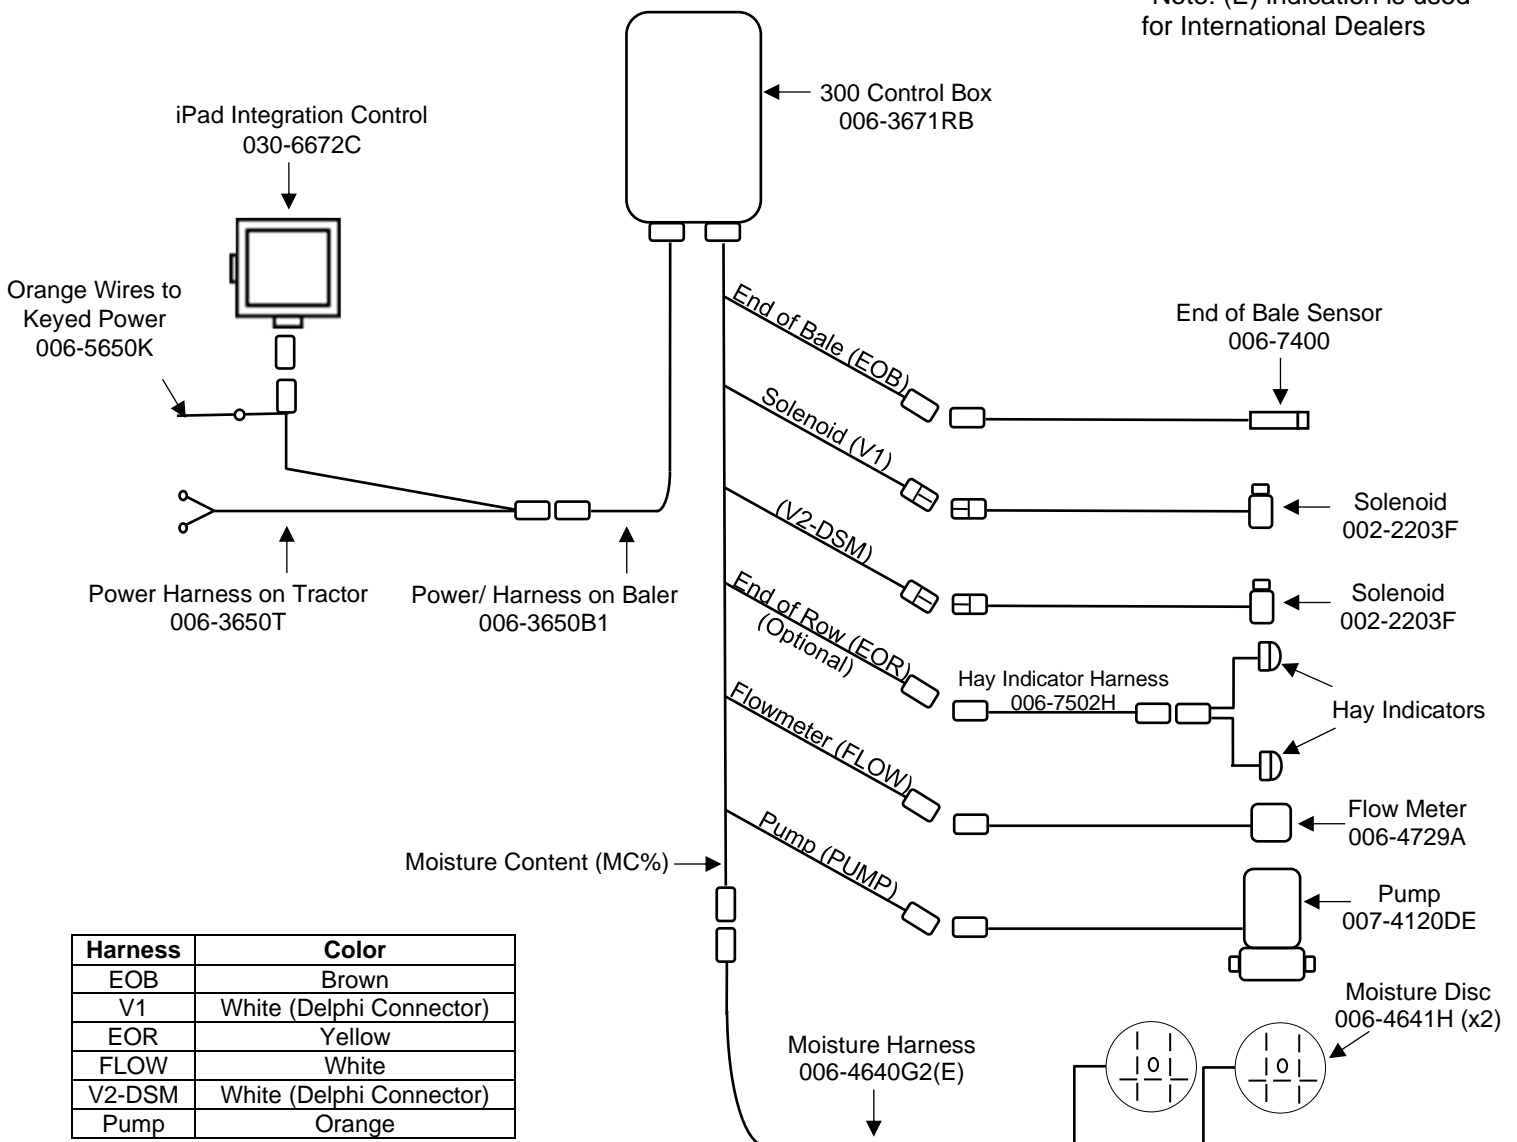 Note: (E) indication is used
for International Dealers
300 Control Box
006-3671RB
iPad Integration Control
030-6672C
Orange Wires to
Keyed Power
006-5650K
End of Bale (EOB)
End of Bale Sensor
006-7400
Solenoid (V1)
Solenoid
002-2203F
(V2-DSM)
Solenoid
002-2203F
Power Harness on Tractor
006-3650T
Power/ Harness on Baler
006-3650B1
End of Row (EOR)
(Optional)
Hay Indicator Harness
006-7502H
Hay Indicators
Flowmeter (FLOW)
Flow Meter
006-4729A
Moisture Content (MC%)
Pump (PUMP)
Pump
007-4120DE
Harness Color
EOB Brown
V1 White (Delphi Connector)
EOR Yellow
FLOW White
V2-DSM White (Delphi Connector)
Pump Orange
Moisture Disc
006-4641H (x2)
Moisture Harness
006-4640G2(E)